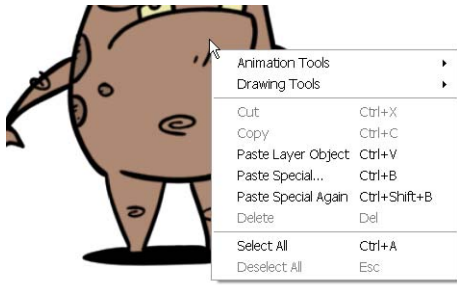 Animation Tools
Drawing Tools
Cut Ctrl+X
Copy Ctrl+C
Paste Layer Object Ctrl+V
Paste Special... Ctrl+B
Paste Special Again Ctrl+Shift+B
Delete Del
Select All Ctrl+A
Deselect All Esc